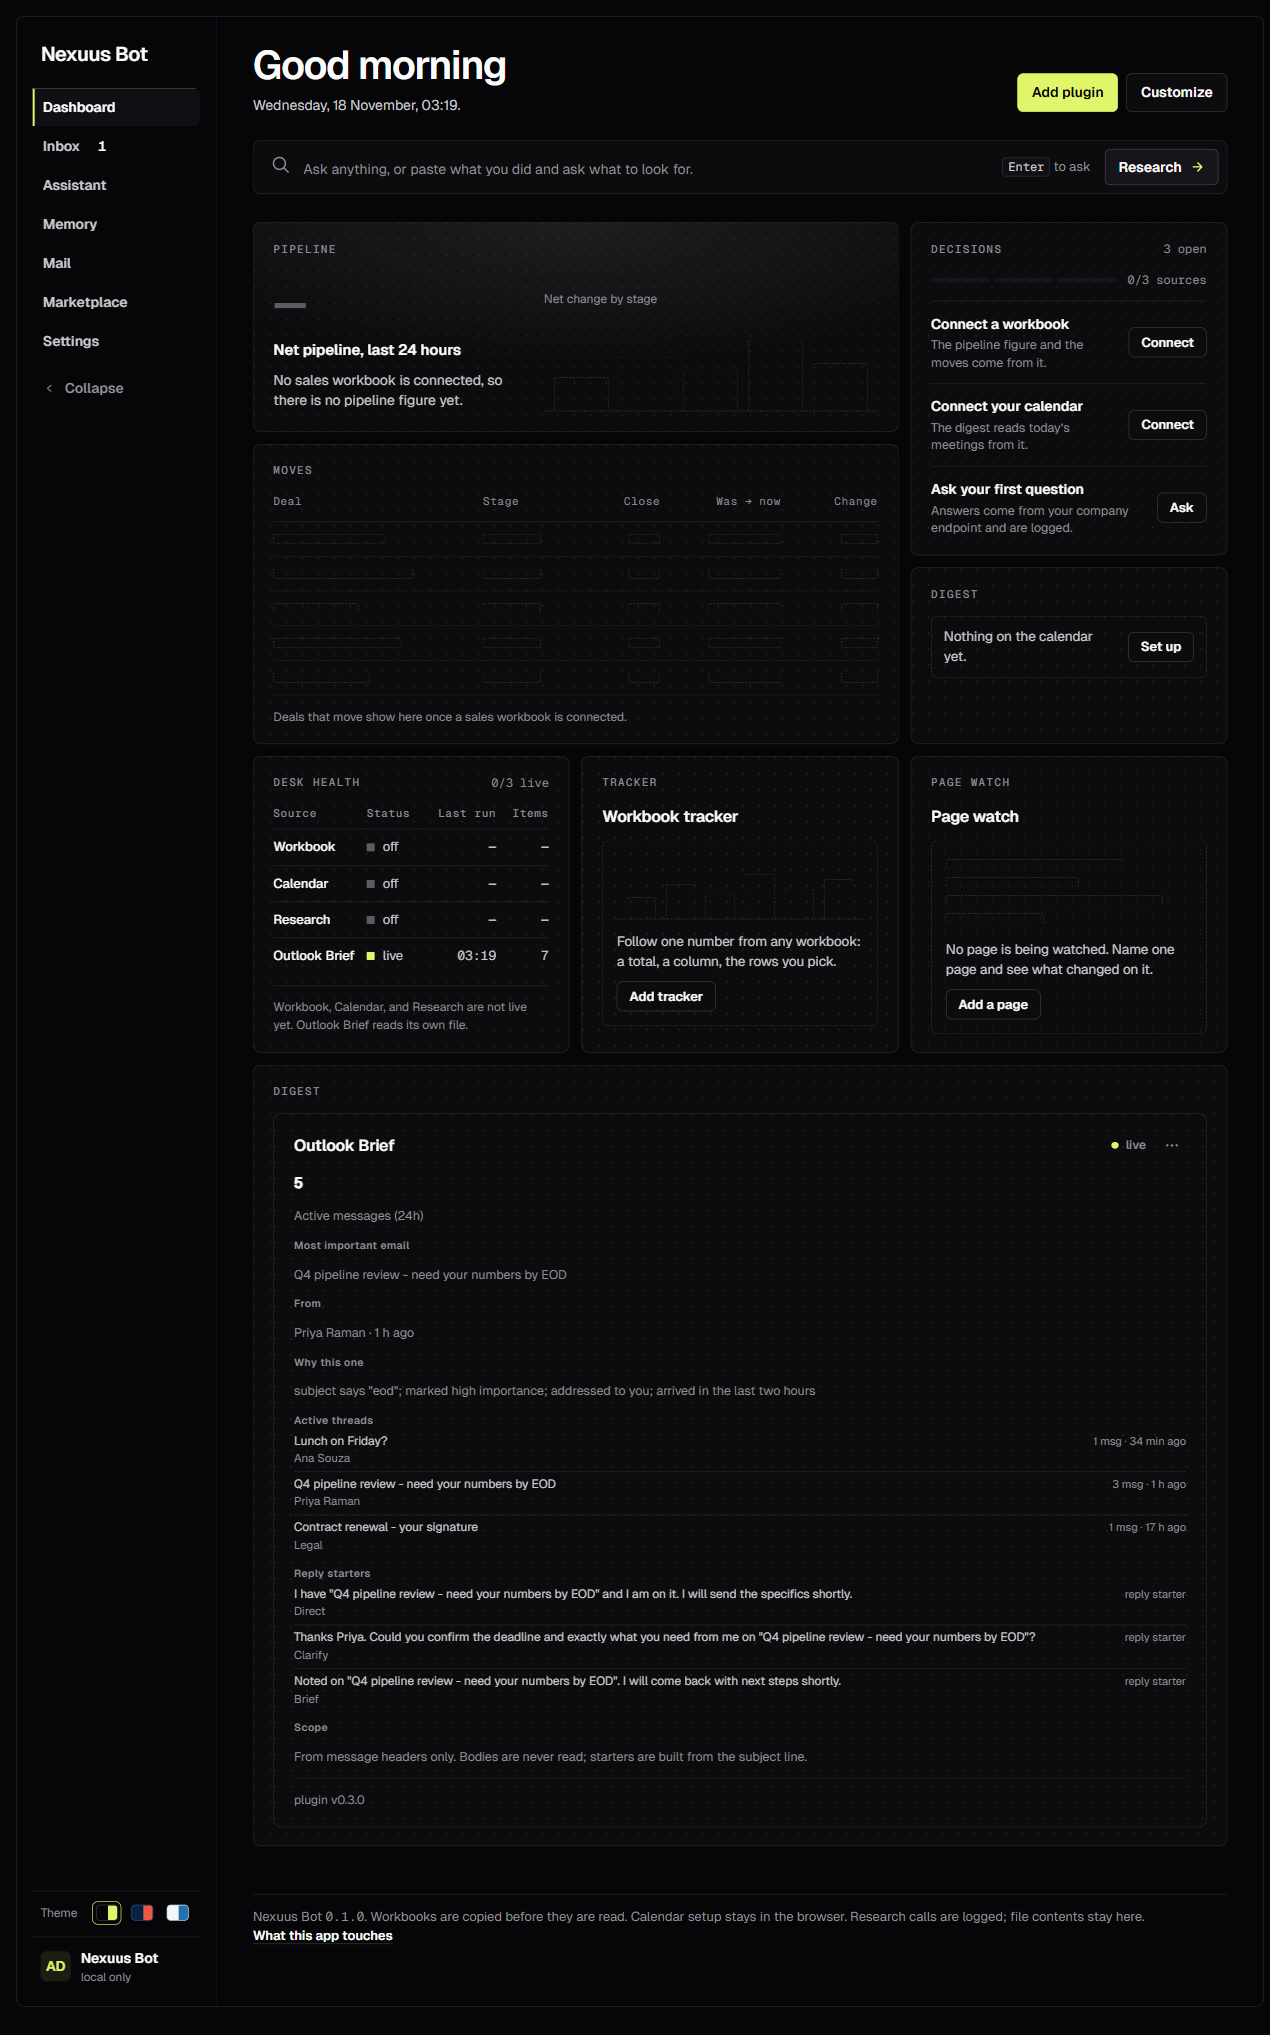 Nexuus Bot
Dashboard
Inbox 1
Assistant
Memory
Mail
Marketplace
Settings
Collapse
Good morning
Wednesday, 18 November, 03:19.
Add plugin
Customize
Ask anything, or paste what you did and ask what to look for.
Enter to ask
Research →
PIPELINE
—
Net pipeline, last 24 hours
No sales workbook is connected, so
there is no pipeline figure yet.
Net change by stage
DECISIONS 3 open
0/3 sources
Connect a workbook
The pipeline figure and the
moves come from it.
Connect
Connect your calendar
The digest reads today's
meetings from it.
Connect
Ask your first question
Answers come from your company
endpoint and are logged.
Ask
MOVES
Deal Stage Close Was → now Change
Deals that move show here once a sales workbook is connected.
DIGEST
Nothing on the calendar
yet.
Set up
DESK HEALTH 0/3 live
Source Status Last run Items
Workbook off – –
Calendar off – –
Research off – –
Outlook Brief live 03:19 7
Workbook, Calendar, and Research are not live
yet. Outlook Brief reads its own file.
TRACKER
Workbook tracker
Follow one number from any workbook:
a total, a column, the rows you pick.
Add tracker
PAGE WATCH
Page watch
No page is being watched. Name one
page and see what changed on it.
Add a page
DIGEST
Outlook Brief live ···
5
Active messages (24h)
Most important email
Q4 pipeline review - need your numbers by EOD
From
Priya Raman · 1 h ago
Why this one
subject says "eod"; marked high importance; addressed to you; arrived in the last two hours
Active threads
Lunch on Friday? 1 msg · 34 min ago
Ana Souza
Q4 pipeline review - need your numbers by EOD 3 msg · 1 h ago
Priya Raman
Contract renewal - your signature 1 msg · 17 h ago
Legal
Reply starters
I have "Q4 pipeline review - need your numbers by EOD" and I am on it. I will send the specifics shortly. reply starter
Direct
Thanks Priya. Could you confirm the deadline and exactly what you need from me on "Q4 pipeline review - need your numbers by EOD"? reply starter
Clarify
Noted on "Q4 pipeline review - need your numbers by EOD". I will come back with next steps shortly. reply starter
Brief
Scope
From message headers only. Bodies are never read; starters are built from the subject line.
plugin v0.3.0
Theme
AD
Nexuus Bot
local only
Nexuus Bot 0.1.0. Workbooks are copied before they are read. Calendar setup stays in the browser. Research calls are logged; file contents stay here.
What this app touches